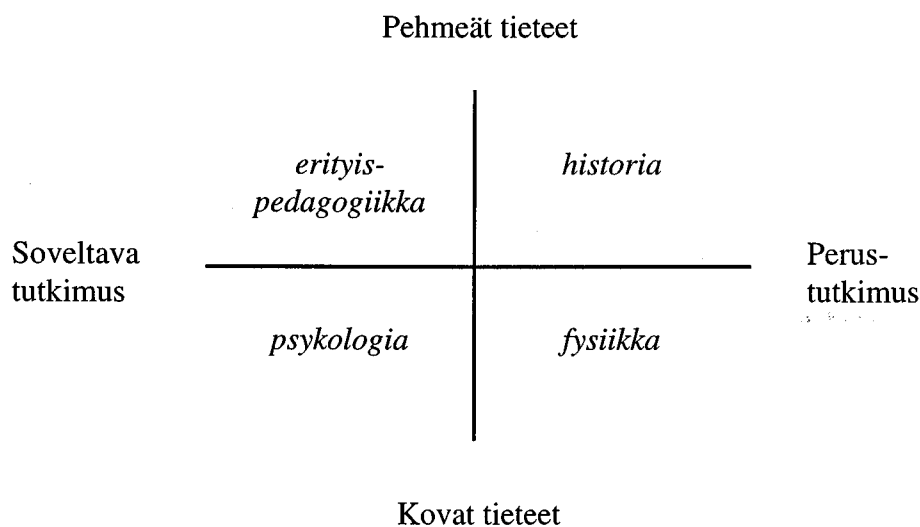 Pehmeät tieteet
erityis-
pedagogiikka
historia
Soveltava
tutkimus
Perus-
tutkimus
psykologia
fysiikka
Kovat tieteet